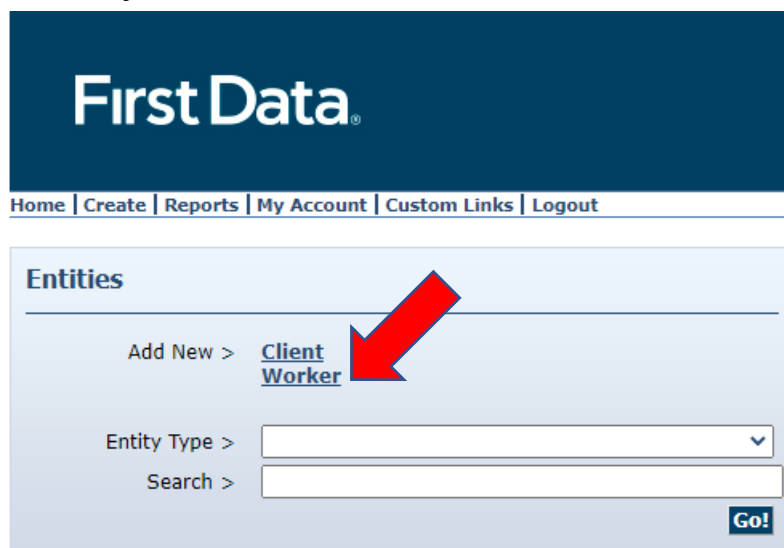 First Data®
Home | Create | Reports | My Account | Custom Links | Logout
Entities
Add New > Client
Worker
Entity Type >
Search >
Go!